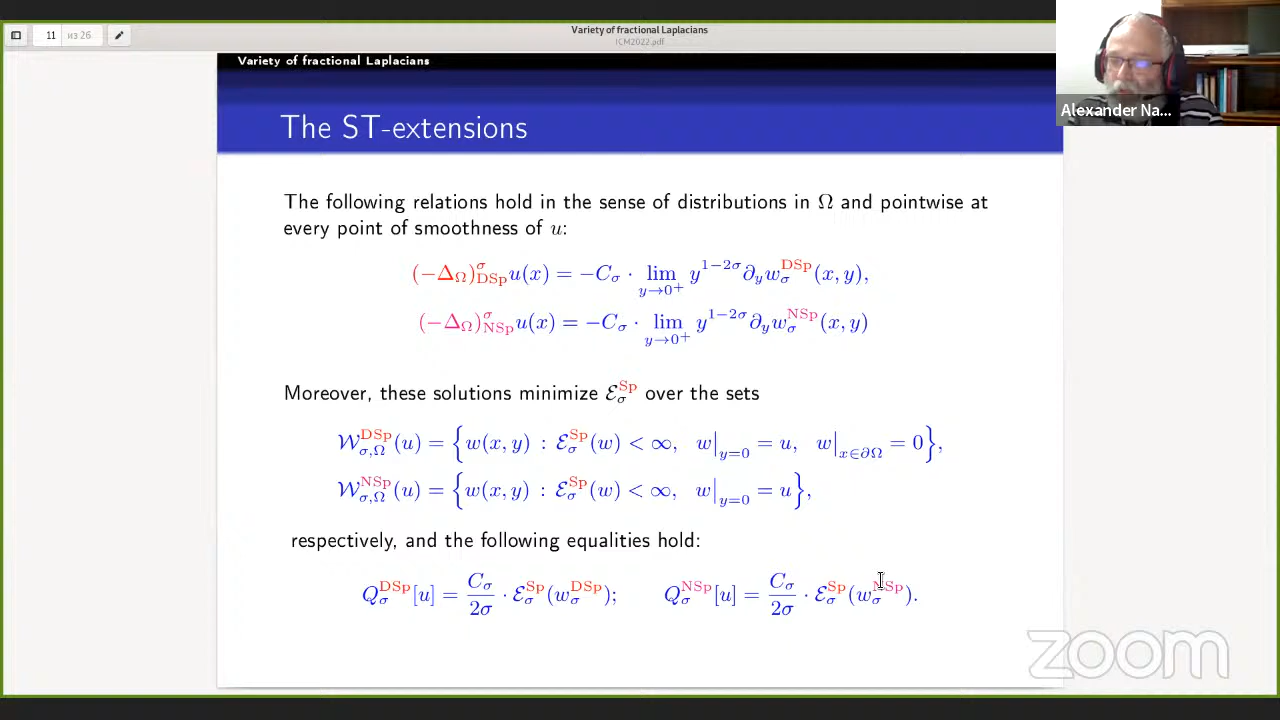 11 из 26
Variety of fractional Laplacians
ICM2022.pdf
Variety of fractional Laplacians
Alexander Na...
The ST-extensions
The following relations hold in the sense of distributions in Ω and pointwise at
every point of smoothness of u:
(−Δ_Ω)^σ_DSp u(x) = −C_σ · lim_{y→0⁺} y^{1−2σ} ∂_y w_σ^{DSp}(x, y),
(−Δ_Ω)^σ_NSp u(x) = −C_σ · lim_{y→0⁺} y^{1−2σ} ∂_y w_σ^{NSp}(x, y)
Moreover, these solutions minimize ℰ_σ^{Sp} over the sets
𝒲_{σ,Ω}^{DSp}(u) = {w(x, y) : ℰ_σ^{Sp}(w) < ∞, w|_{y=0} = u, w|_{x∈∂Ω} = 0},
𝒲_{σ,Ω}^{NSp}(u) = {w(x, y) : ℰ_σ^{Sp}(w) < ∞, w|_{y=0} = u},
respectively, and the following equalities hold:
Q_σ^{DSp}[u] = C_σ/2σ · ℰ_σ^{Sp}(w_σ^{DSp}); Q_σ^{NSp}[u] = C_σ/2σ · ℰ_σ^{Sp}(w_σ^{NSp}).
zoom